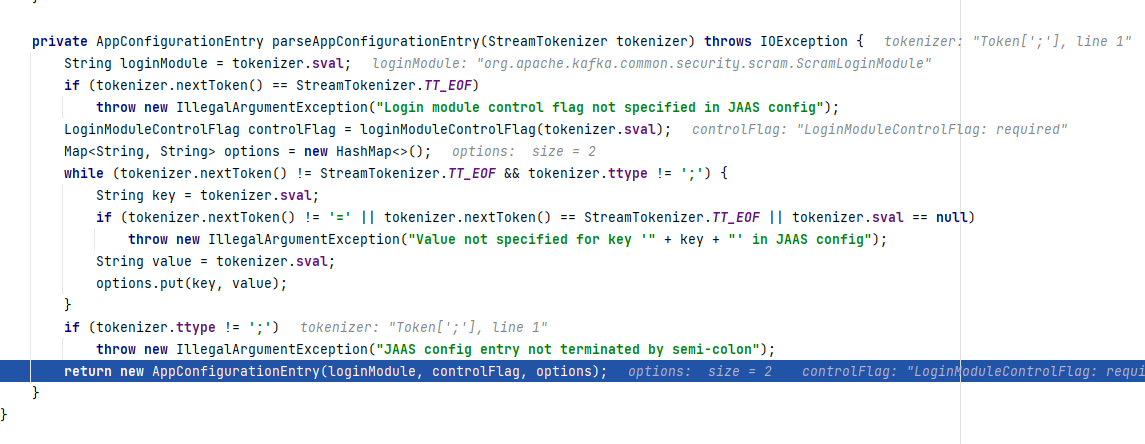 private AppConfigurationEntry parseAppConfigurationEntry(StreamTokenizer tokenizer) throws IOException {   tokenizer: "Token[';'], line 1"
    String loginModule = tokenizer.sval;   loginModule: "org.apache.kafka.common.security.scram.ScramLoginModule"
    if (tokenizer.nextToken() == StreamTokenizer.TT_EOF)
        throw new IllegalArgumentException("Login module control flag not specified in JAAS config");
    LoginModuleControlFlag controlFlag = loginModuleControlFlag(tokenizer.sval);   controlFlag: "LoginModuleControlFlag: required"
    Map<String, String> options = new HashMap<>();   options:  size = 2
    while (tokenizer.nextToken() != StreamTokenizer.TT_EOF && tokenizer.ttype != ';') {
        String key = tokenizer.sval;
        if (tokenizer.nextToken() != '=' || tokenizer.nextToken() == StreamTokenizer.TT_EOF || tokenizer.sval == null)
            throw new IllegalArgumentException("Value not specified for key '" + key + "' in JAAS config");
        String value = tokenizer.sval;
        options.put(key, value);
    }
    if (tokenizer.ttype != ';')   tokenizer: "Token[';'], line 1"
        throw new IllegalArgumentException("JAAS config entry not terminated by semi-colon");
    return new AppConfigurationEntry(loginModule, controlFlag, options);   options:  size = 2   controlFlag: "LoginModuleControlFlag: requi
}
}